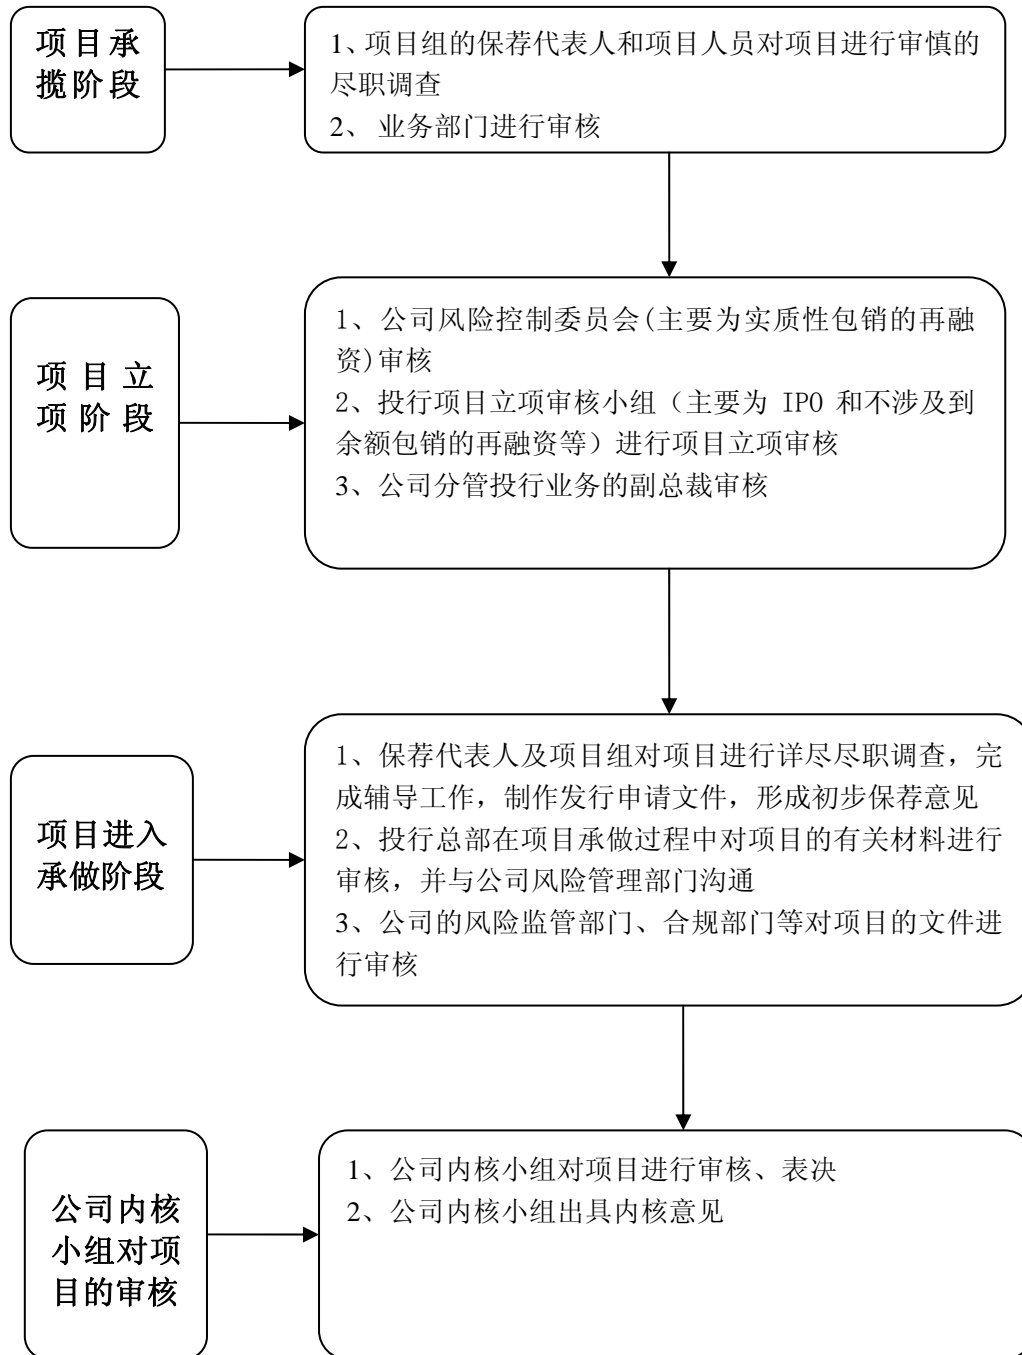 项目承
揽阶段
1、项目组的保荐代表人和项目人员对项目进行审慎的
尽职调查
2、 业务部门进行审核
项 目 立
项 阶 段
1、公司风险控制委员会(主要为实质性包销的再融
资)审核
2、投行项目立项审核小组（主要为 IPO 和不涉及到
余额包销的再融资等）进行项目立项审核
3、公司分管投行业务的副总裁审核
项目进入
承做阶段
1、保荐代表人及项目组对项目进行详尽尽职调查，完
成辅导工作，制作发行申请文件，形成初步保荐意见
2、投行总部在项目承做过程中对项目的有关材料进行
审核，并与公司风险管理部门沟通
3、公司的风险监管部门、合规部门等对项目的文件进
行审核
公司内核
小组对项
目的审核
1、公司内核小组对项目进行审核、表决
2、公司内核小组出具内核意见